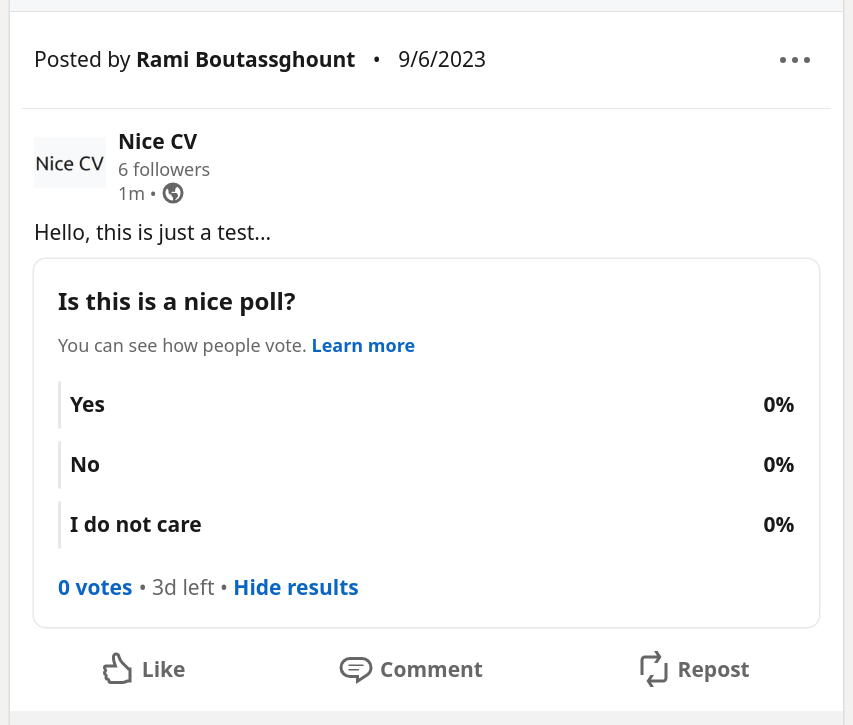 Posted by Rami Boutassghount • 9/6/2023
Nice CV
Nice CV
6 followers
1m •
Hello, this is just a test...
Is this is a nice poll?
You can see how people vote. Learn more
Yes 0%
No 0%
I do not care 0%
0 votes • 3d left • Hide results
Like Comment Repost